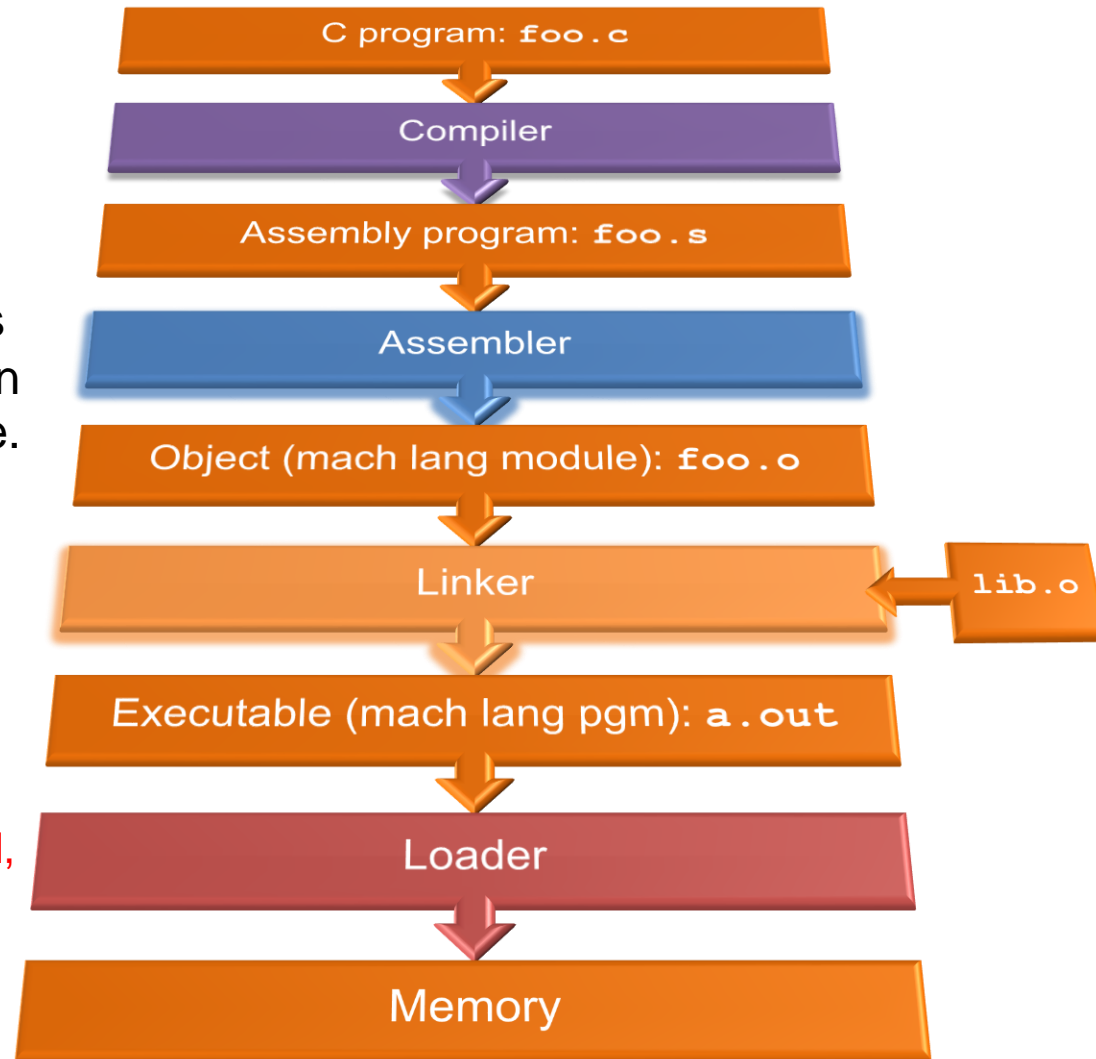 C program: foo.c
Compiler
Assembly program: foo.s
Assembler
Object (mach lang module): foo.o
Linker
lib.o
Executable (mach lang pgm): a.out
Loader
Memory